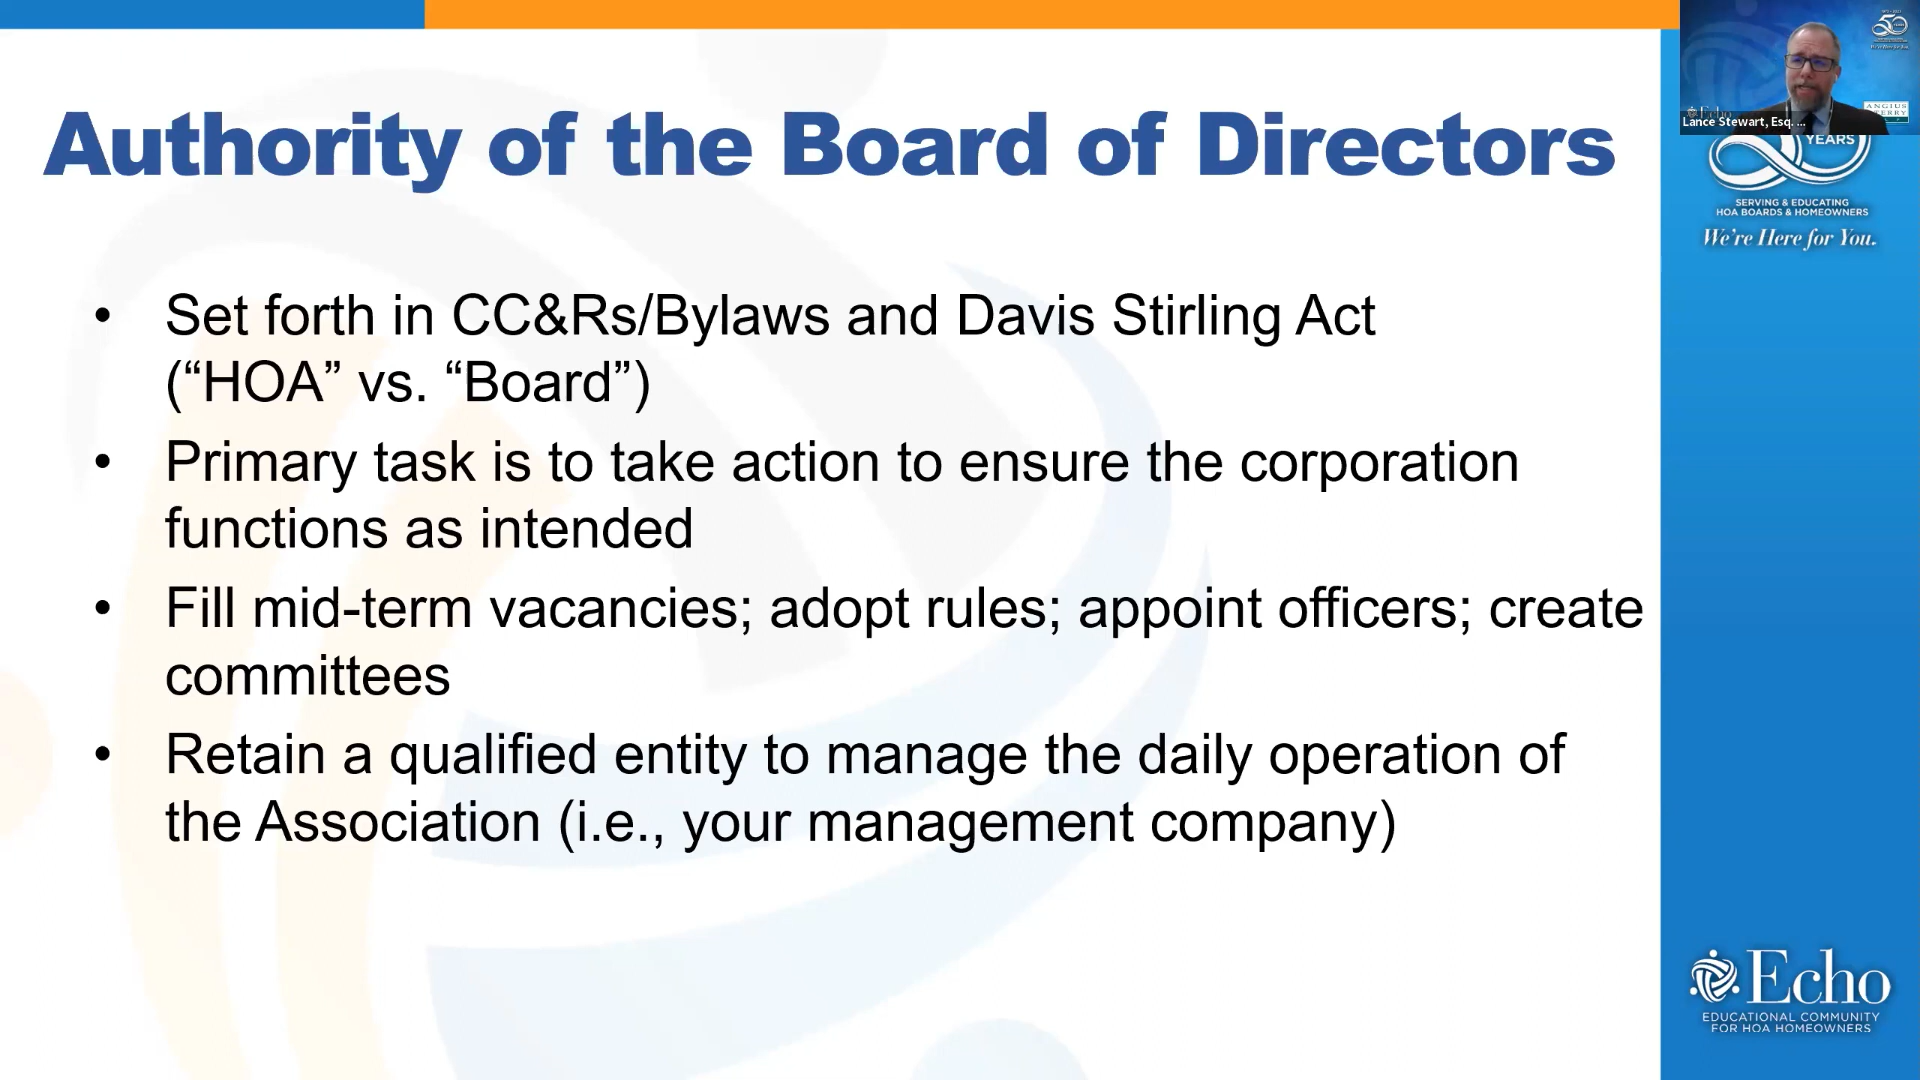 Authority of the Board of Directors
• Set forth in CC&Rs/Bylaws and Davis Stirling Act
(“HOA” vs. “Board”)
• Primary task is to take action to ensure the corporation
functions as intended
• Fill mid-term vacancies; adopt rules; appoint officers; create
committees
• Retain a qualified entity to manage the daily operation of
the Association (i.e., your management company)
50
Echo
ANGIUS
Lance Stewart, Esq. ...
YEARS
SERVING & EDUCATING
HOA BOARDS & HOMEOWNERS
We’re Here for You.
Echo
EDUCATIONAL COMMUNITY
FOR HOA HOMEOWNERS